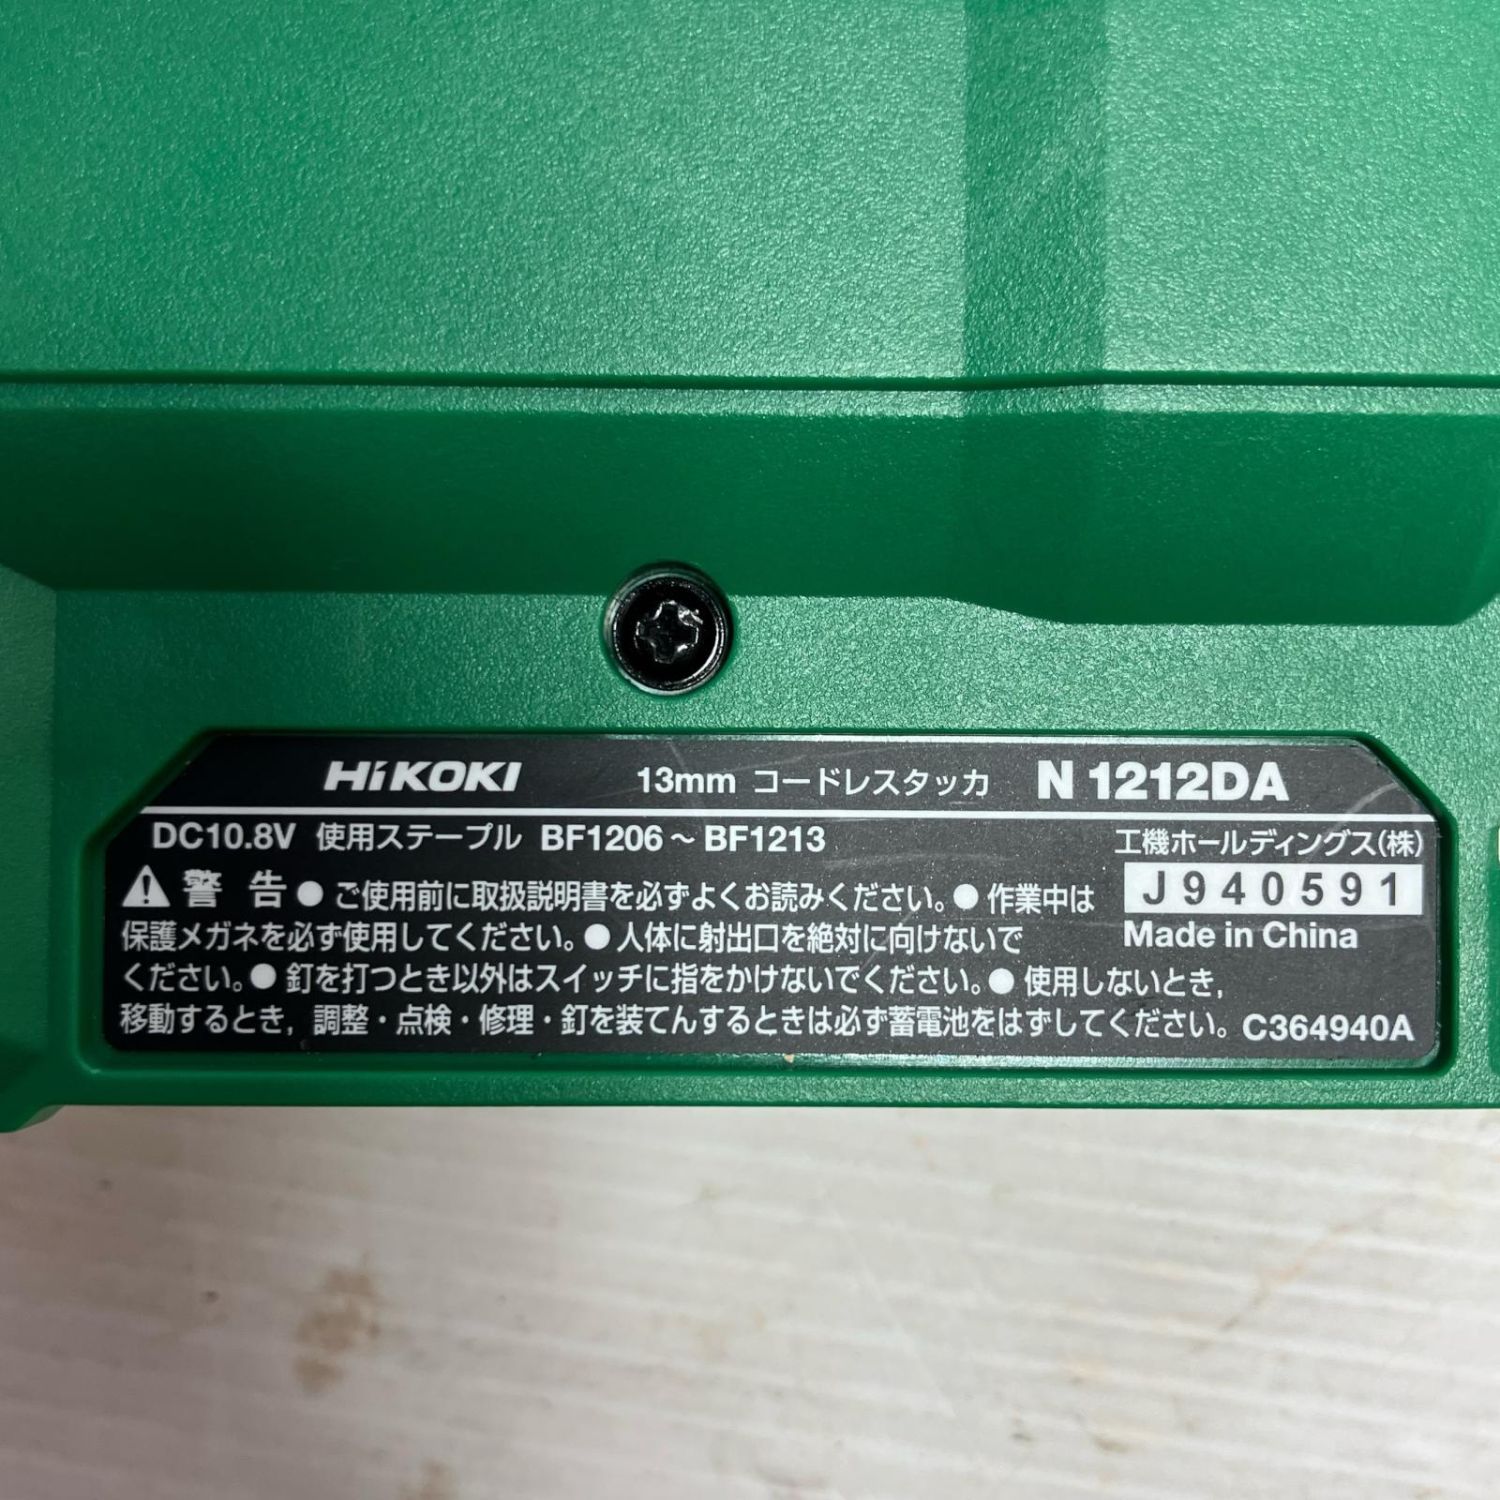 HiKOKI 13mm コードレスタッカ N 1212DA
DC10.8V 使用ステープル BF1206～BF1213 工機ホールディングス(株)
⚠ 警告 ●ご使用前に取扱説明書を必ずよくお読みください。●作業中は
保護メガネを必ず使用してください。●人体に射出口を絶対に向けないで
ください。●釘を打つとき以外はスイッチに指をかけないでください。●使用しないとき,
移動するとき, 調整・点検・修理・釘を装てんするときは必ず蓄電池をはずしてください。
J940591
Made in China
C364940A